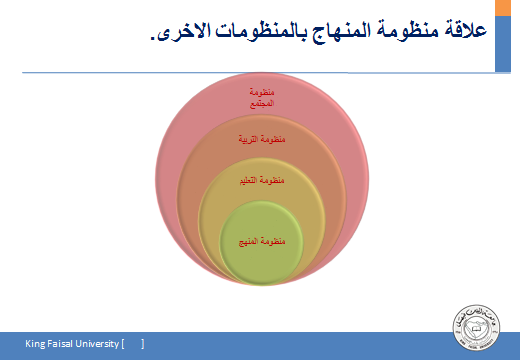 علاقة منظومة المنهاج بالمنظومات الاخرى.
منظومة
المجتمع
منظومة التربية
منظومة التعليم
منظومة المنهج
King Faisal University [ ]